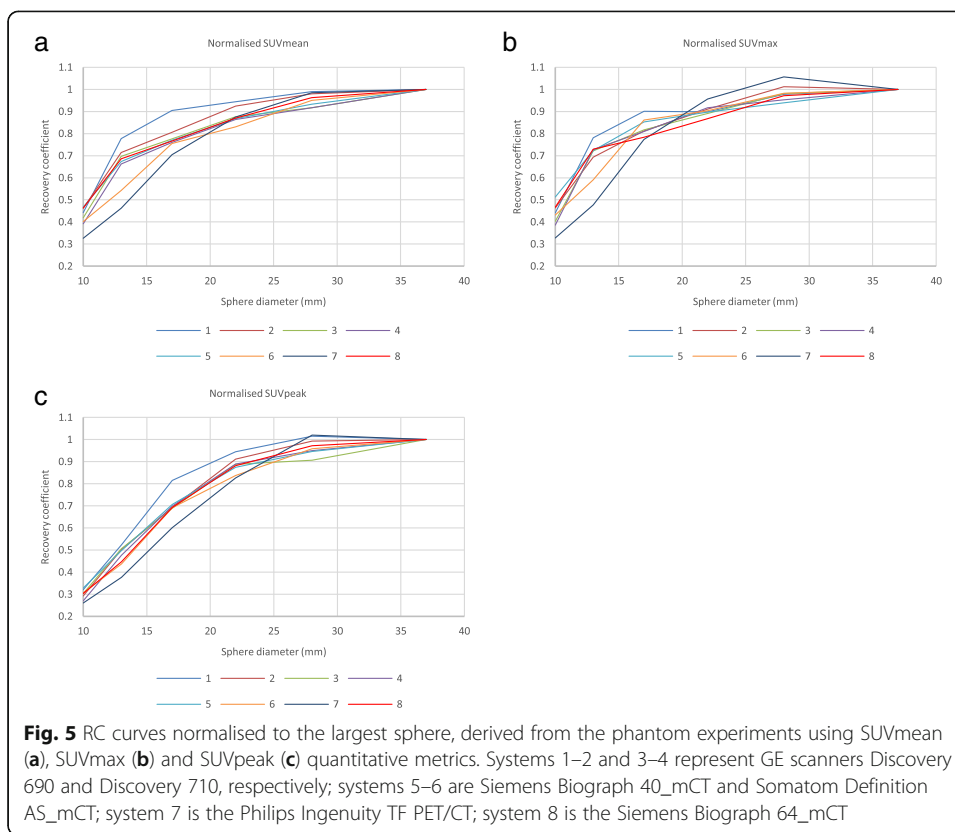 a
Normalised SUVmean
1.1
1
0.9
0.8
0.7
0.6
0.5
0.4
0.3
0.2
Recovery coefficient
10 15 20 25 30 35 40
Sphere diameter (mm)
1 2 3 4
5 6 7 8
b
Normalised SUVmax
1.1
1
0.9
0.8
0.7
0.6
0.5
0.4
0.3
0.2
Recovery coefficient
10 15 20 25 30 35 40
Sphere diameter (mm)
1 2 3 4
5 6 7 8
c
Normalised SUVpeak
1.1
1
0.9
0.8
0.7
0.6
0.5
0.4
0.3
0.2
Recovery coefficient
10 15 20 25 30 35 40
Sphere diameter (mm)
1 2 3 4
5 6 7 8
Fig. 5 RC curves normalised to the largest sphere, derived from the phantom experiments using SUVmean
(a), SUVmax (b) and SUVpeak (c) quantitative metrics. Systems 1–2 and 3–4 represent GE scanners Discovery
690 and Discovery 710, respectively; systems 5–6 are Siemens Biograph 40_mCT and Somatom Definition
AS_mCT; system 7 is the Philips Ingenuity TF PET/CT; system 8 is the Siemens Biograph 64_mCT